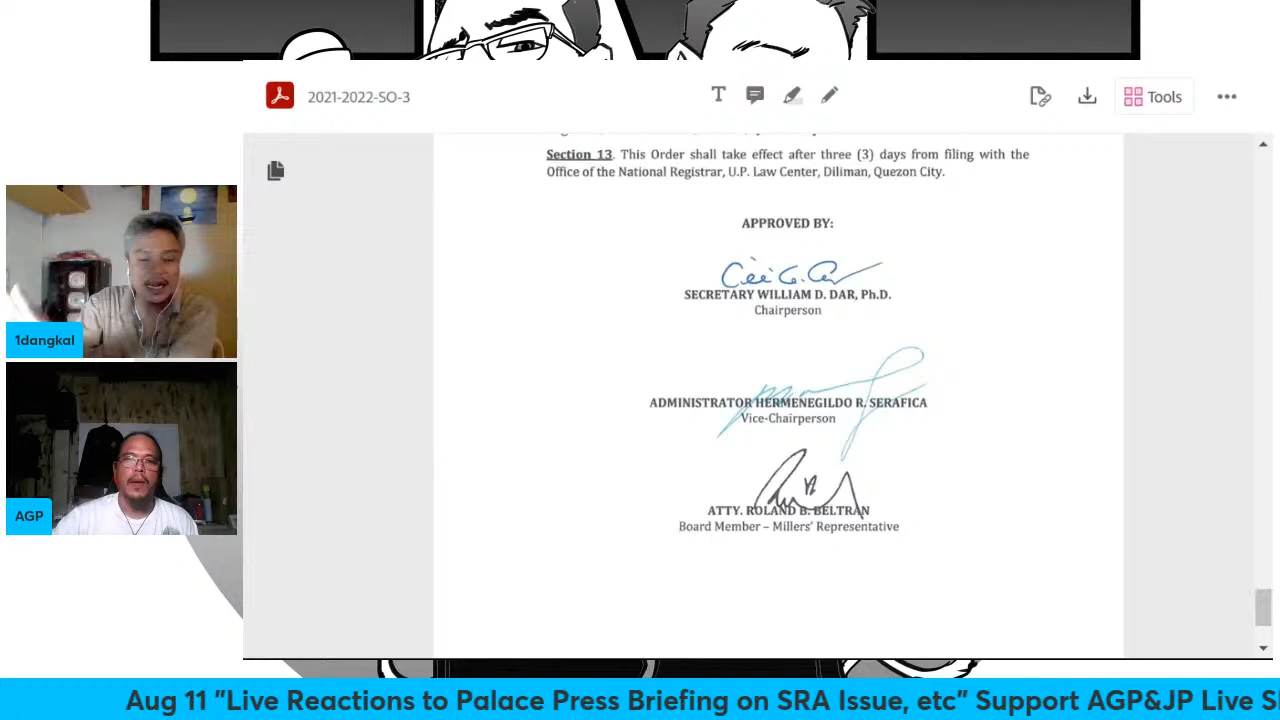 2021-2022-SO-3
Tools
Section 13. This Order shall take effect after three (3) days from filing with the
Office of the National Registrar, U.P. Law Center, Diliman, Quezon City.
APPROVED BY:
SECRETARY WILLIAM D. DAR, Ph.D.
Chairperson
ADMINISTRATOR HERMENEGILDO R. SERAFICA
Vice-Chairperson
ATTY. ROLAND B. BELTRAN
Board Member – Millers' Representative
1dangkal
AGP
Aug 11 "Live Reactions to Palace Press Briefing on SRA Issue, etc" Support AGP&JP Live